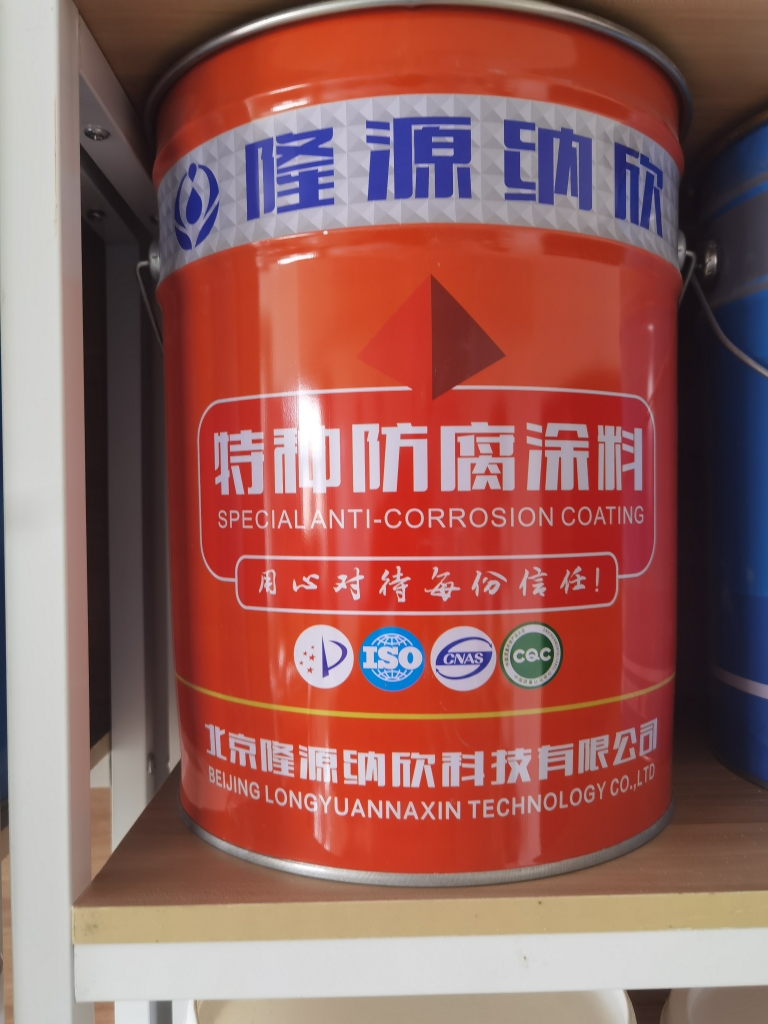 隆源纳欣
特种防腐涂料
SPECIAL ANTI-CORROSION COATING
用心对待每份信任!
ISO
CNAS
CQC
北京隆源纳欣科技有限公司
BEIJING LONGYUANNAXIN TECHNOLOGY CO.,LTD